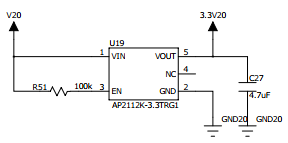 V20 3.3V20
U19
1 VIN VOUT 5
NC 4
R51 100k 3 EN GND 2
C27
4.7uF
AP2112K-3.3TRG1
GND20 GND20